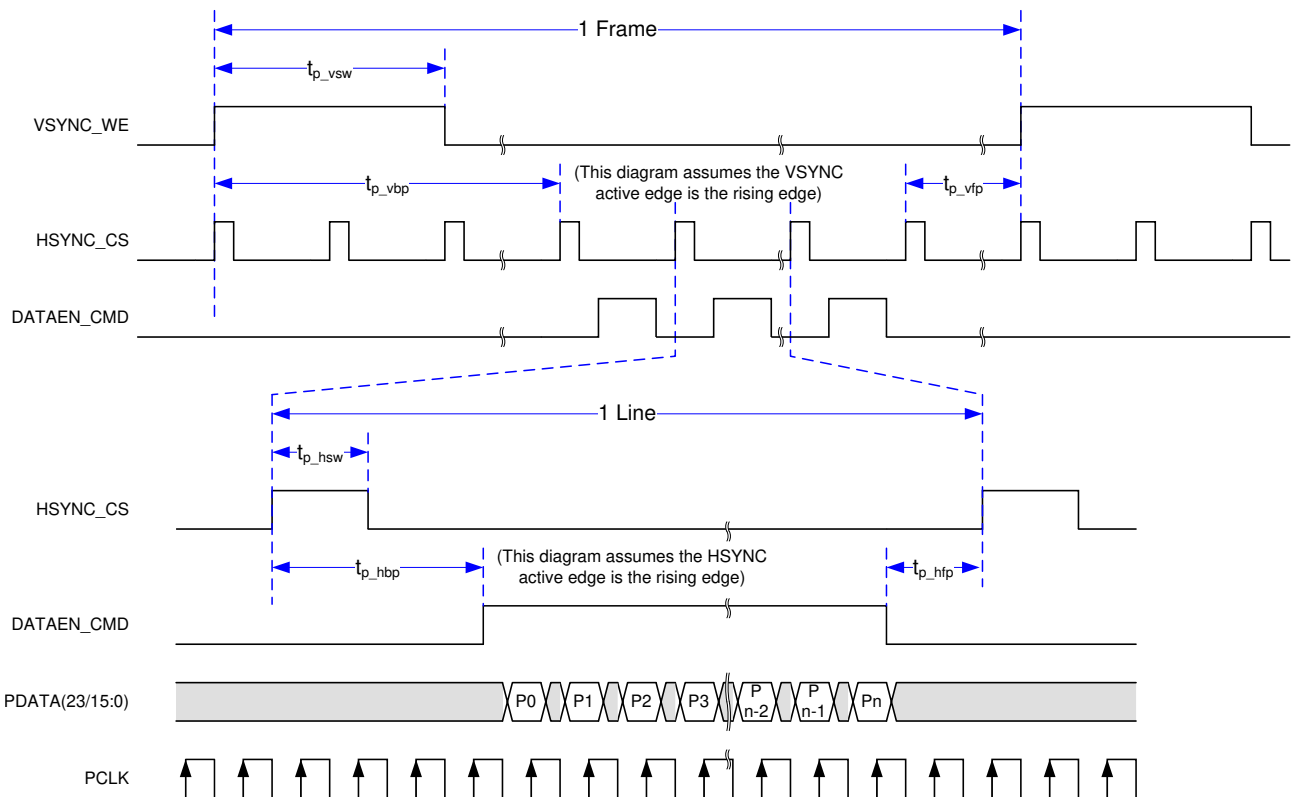 1 Frame
tp_vsw
VSYNC_WE
tp_vbp
(This diagram assumes the VSYNC
active edge is the rising edge)
tp_vfp
HSYNC_CS
DATAEN_CMD
1 Line
tp_hsw
HSYNC_CS
tp_hbp
(This diagram assumes the HSYNC
active edge is the rising edge)
tp_hfp
DATAEN_CMD
PDATA(23/15:0)
P0
P1
P2
P3
P
n-2
P
n-1
Pn
PCLK